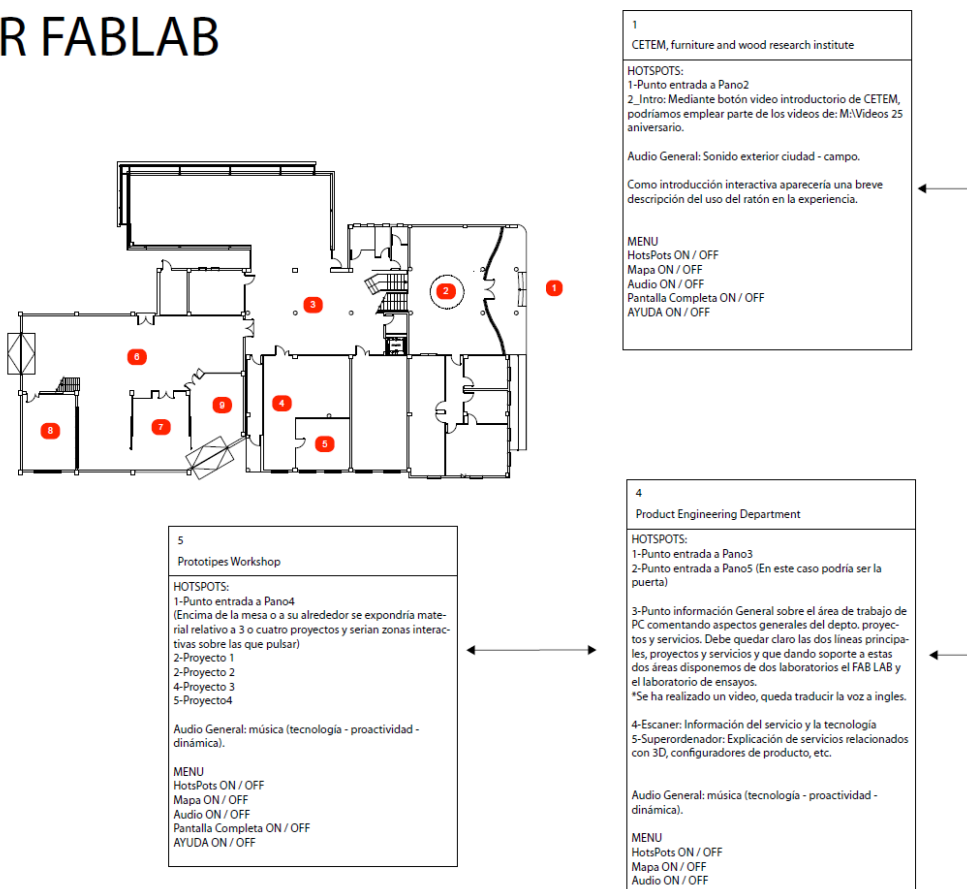 R FABLAB
1
CETEM, furniture and wood research institute
HOTSPOTS:
1-Punto entrada a Pano2
2_Intro: Mediante botón video introductorio de CETEM,
podríamos emplear parte de los videos de: M:\Videos 25
aniversario.
Audio General: Sonido exterior ciudad - campo.
Como introducción interactiva aparecería una breve
descripción del uso del ratón en la experiencia.
MENU
HotsPots ON / OFF
Mapa ON / OFF
Audio ON / OFF
Pantalla Completa ON / OFF
AYUDA ON / OFF
2
1
3
6
9
4
8
7
5
5
Prototipes Workshop
HOTSPOTS:
1-Punto entrada a Pano4
(Encima de la mesa o a su alrededor se expondría mate-
rial relativo a 3 o cuatro proyectos y serian zonas interac-
tivas sobre las que pulsar)
2-Proyecto 1
2-Proyecto 2
4-Proyecto 3
5-Proyecto4
Audio General: música (tecnología - proactividad -
dinámica).
MENU
HotsPots ON / OFF
Mapa ON / OFF
Audio ON / OFF
Pantalla Completa ON / OFF
AYUDA ON / OFF
4
Product Engineering Department
HOTSPOTS:
1-Punto entrada a Pano3
2-Punto entrada a Pano5 (En este caso podría ser la
puerta)
3-Punto información General sobre el área de trabajo de
PC comentando aspectos generales del depto. proyec-
tos y servicios. Debe quedar claro las dos líneas principa-
les, proyectos y servicios y que dando soporte a estas
dos áreas disponemos de dos laboratorios el FAB LAB y
el laboratorio de ensayos.
*Se ha realizado un video, queda traducir la voz a ingles.
4-Escaner: Información del servicio y la tecnología
5-Superordenador: Explicación de servicios relacionados
con 3D, configuradores de producto, etc.
Audio General: música (tecnología - proactividad -
dinámica).
MENU
HotsPots ON / OFF
Mapa ON / OFF
Audio ON / OFF